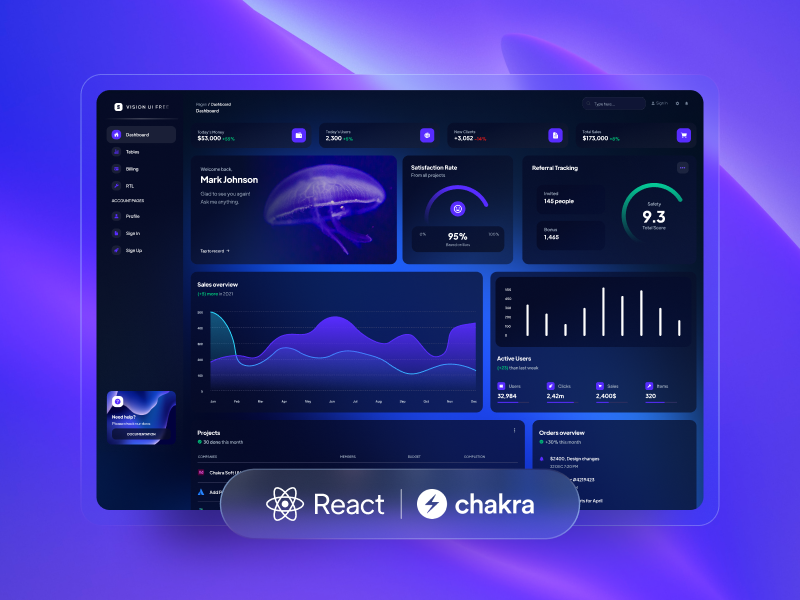 VISION UI FREE
Dashboard
Tables
Billing
RTL
ACCOUNT PAGES
Profile
Sign In
Sign Up
Need help?
Please check our docs
DOCUMENTATION
Pages / Dashboard
Dashboard
Type here...
Sign In
Today's Money
$53,000 +55%
Today's Users
2,300 +5%
New Clients
+3,052 -14%
Total Sales
$173,000 +8%
Welcome back,
Mark Johnson
Glad to see you again!
Ask me anything.
Tap to record
Satisfaction Rate
From all projects
0%
95%
100%
Based on likes
Referral Tracking
Invited
145 people
Bonus
1,465
Safety
9.3
Total Score
Sales overview
(+5) more in 2021
500
400
300
200
100
0
Jan
Feb
Mar
Apr
May
Jun
Jul
Aug
Sep
Oct
Nov
Dec
500
400
300
200
100
0
Active Users
(+23) than last week
Users
32,984
Clicks
2,42m
Sales
2,400$
Items
320
Projects
30 done this month
COMPANIES
MEMBERS
BUDGET
COMPLETION
Chakra Soft UI
Add
Orders overview
+30% this month
$2400, Design changes
22 DEC 7:20 PM
#4219423
ts for April
React
chakra